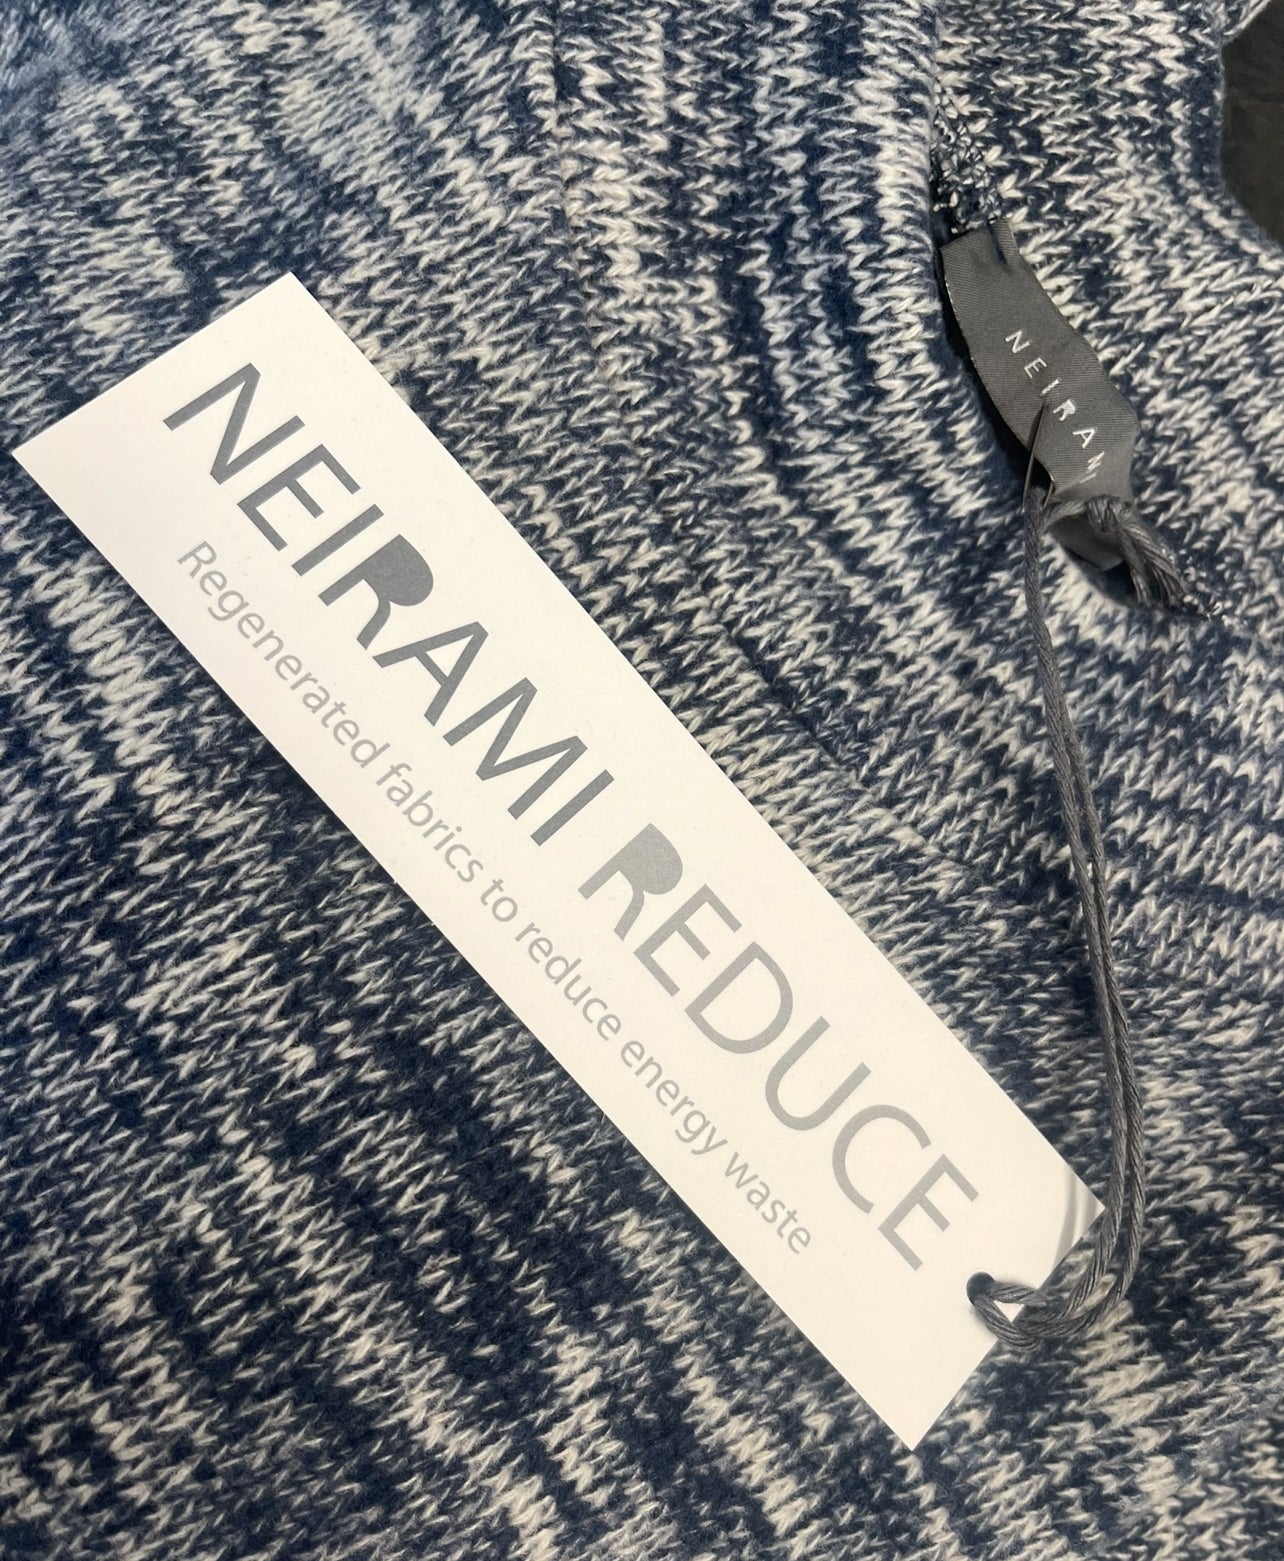 NEIRAMI REDUCE
Regenerated fabrics to reduce energy waste
NEIRAMI